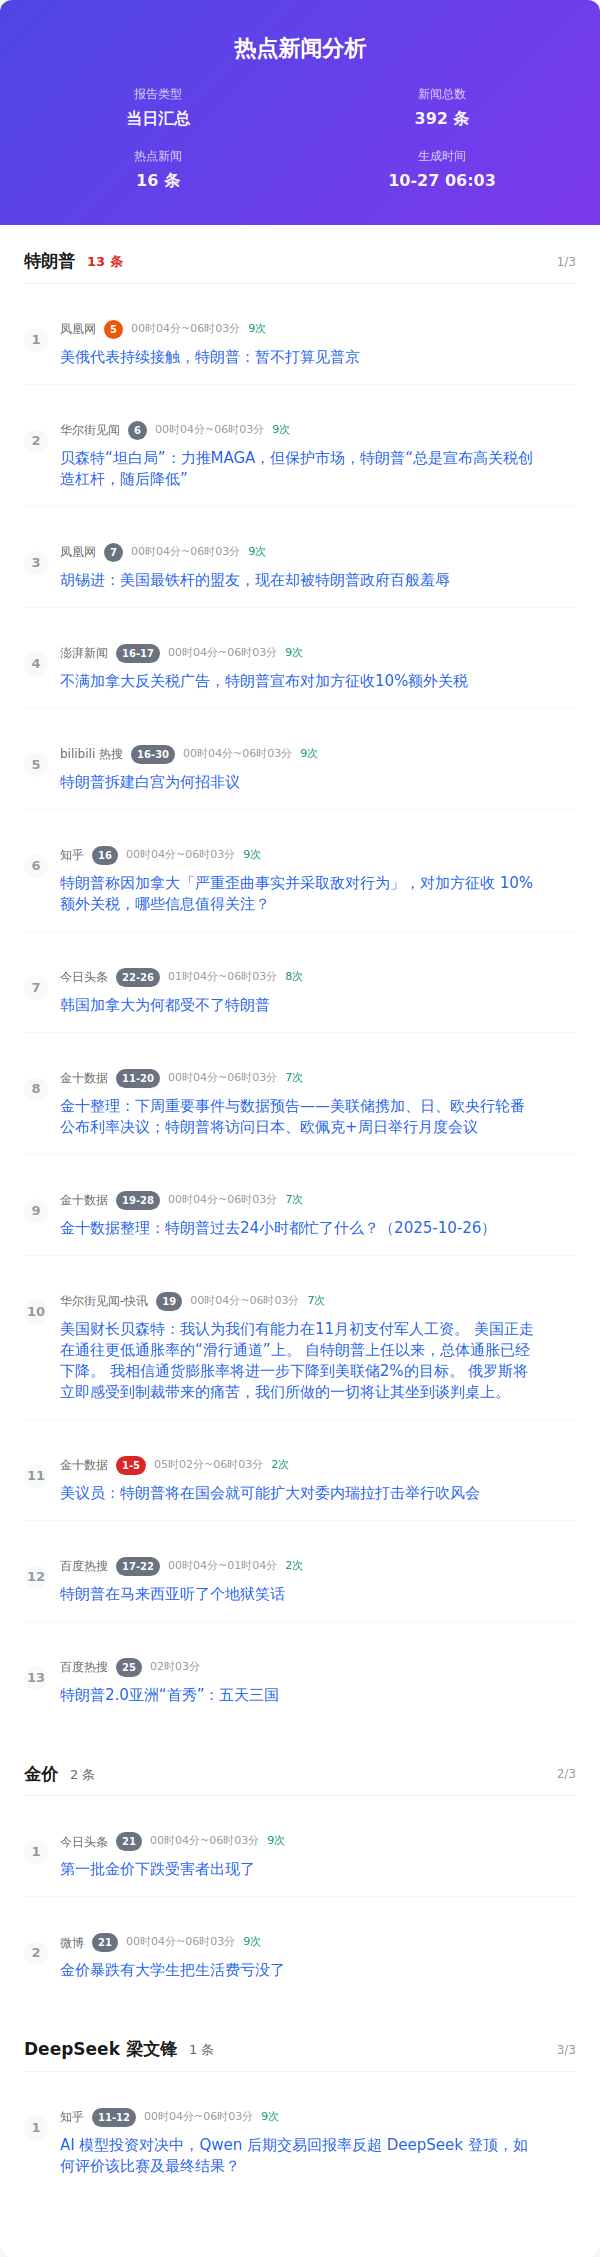 热点新闻分析
报告类型
当日汇总
新闻总数
392 条
热点新闻
16 条
生成时间
10-27 06:03
特朗普 13 条 1/3
1
凤凰网 5 00时04分~06时03分 9次
美俄代表持续接触，特朗普：暂不打算见普京
2
华尔街见闻 6 00时04分~06时03分 9次
贝森特“坦白局”：力推MAGA，但保护市场，特朗普“总是宣布高关税创
造杠杆，随后降低”
3
凤凰网 7 00时04分~06时03分 9次
胡锡进：美国最铁杆的盟友，现在却被特朗普政府百般羞辱
4
澎湃新闻 16-17 00时04分~06时03分 9次
不满加拿大反关税广告，特朗普宣布对加方征收10%额外关税
5
bilibili 热搜 16-30 00时04分~06时03分 9次
特朗普拆建白宫为何招非议
6
知乎 16 00时04分~06时03分 9次
特朗普称因加拿大「严重歪曲事实并采取敌对行为」，对加方征收 10%
额外关税，哪些信息值得关注？
7
今日头条 22-26 01时04分~06时03分 8次
韩国加拿大为何都受不了特朗普
8
金十数据 11-20 00时04分~06时03分 7次
金十整理：下周重要事件与数据预告——美联储携加、日、欧央行轮番
公布利率决议；特朗普将访问日本、欧佩克+周日举行月度会议
9
金十数据 19-28 00时04分~06时03分 7次
金十数据整理：特朗普过去24小时都忙了什么？（2025-10-26）
10
华尔街见闻-快讯 19 00时04分~06时03分 7次
美国财长贝森特：我认为我们有能力在11月初支付军人工资。 美国正走
在通往更低通胀率的“滑行通道”上。 自特朗普上任以来，总体通胀已经
下降。 我相信通货膨胀率将进一步下降到美联储2%的目标。 俄罗斯将
立即感受到制裁带来的痛苦，我们所做的一切将让其坐到谈判桌上。
11
金十数据 1-5 05时02分~06时03分 2次
美议员：特朗普将在国会就可能扩大对委内瑞拉打击举行吹风会
12
百度热搜 17-22 00时04分~01时04分 2次
特朗普在马来西亚听了个地狱笑话
13
百度热搜 25 02时03分
特朗普2.0亚洲“首秀”：五天三国
金价 2 条 2/3
1
今日头条 21 00时04分~06时03分 9次
第一批金价下跌受害者出现了
2
微博 21 00时04分~06时03分 9次
金价暴跌有大学生把生活费亏没了
DeepSeek 梁文锋 1 条 3/3
1
知乎 11-12 00时04分~06时03分 9次
AI 模型投资对决中，Qwen 后期交易回报率反超 DeepSeek 登顶，如
何评价该比赛及最终结果？